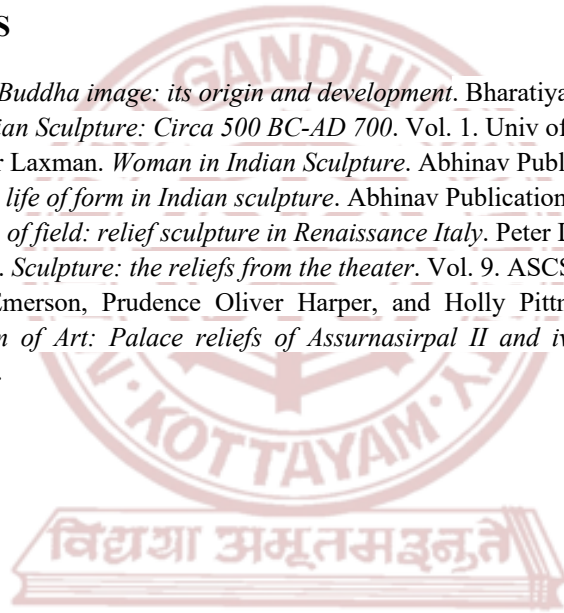 S
Buddha image: its origin and development. Bharatiya
ian Sculpture: Circa 500 BC-AD 700. Vol. 1. Univ of
r Laxman. Woman in Indian Sculpture. Abhinav Publ
life of form in Indian sculpture. Abhinav Publication
of field: relief sculpture in Renaissance Italy. Peter
. Sculpture: the reliefs from the theater. Vol. 9. ASCS
Emerson, Prudence Oliver Harper, and Holly Pittm
n of Art: Palace reliefs of Assurnasirpal II and iv
.
GANDHI
KOTTAYAM
विद्यया अमृतमश्नुते